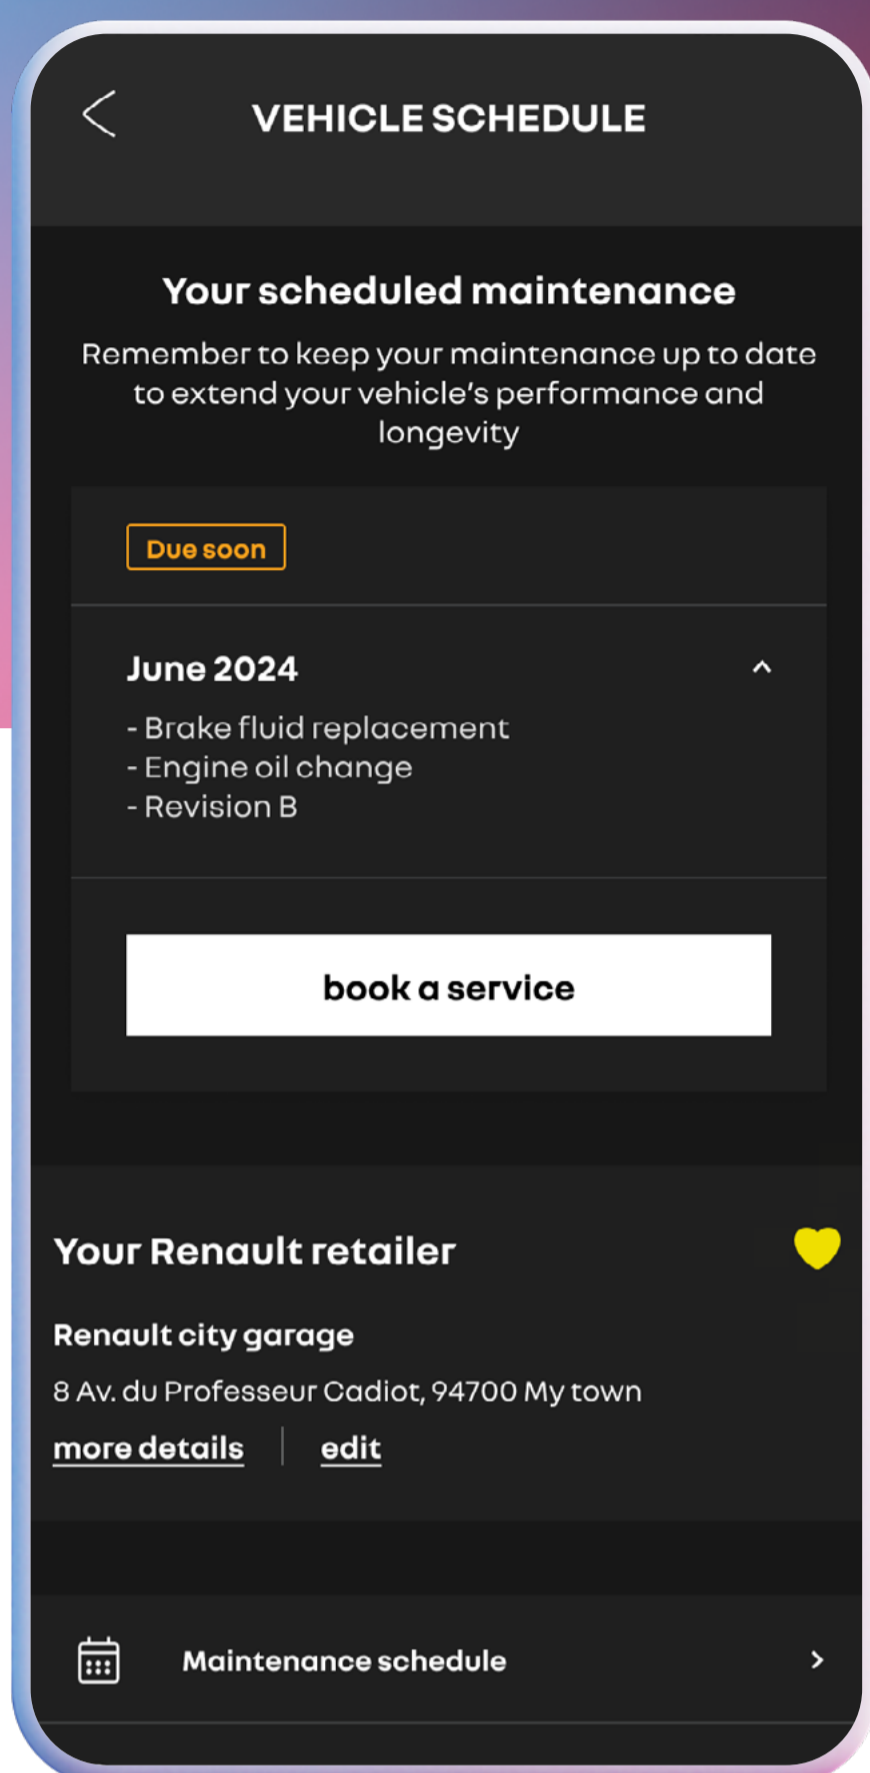 VEHICLE SCHEDULE
Your scheduled maintenance
Remember to keep your maintenance up to date
to extend your vehicle's performance and
longevity
Due soon
June 2024
- Brake fluid replacement
- Engine oil change
- Revision B
book a service
Your Renault retailer
Renault city garage
8 Av. du Professeur Cadiot, 94700 My town
more details | edit
Maintenance schedule